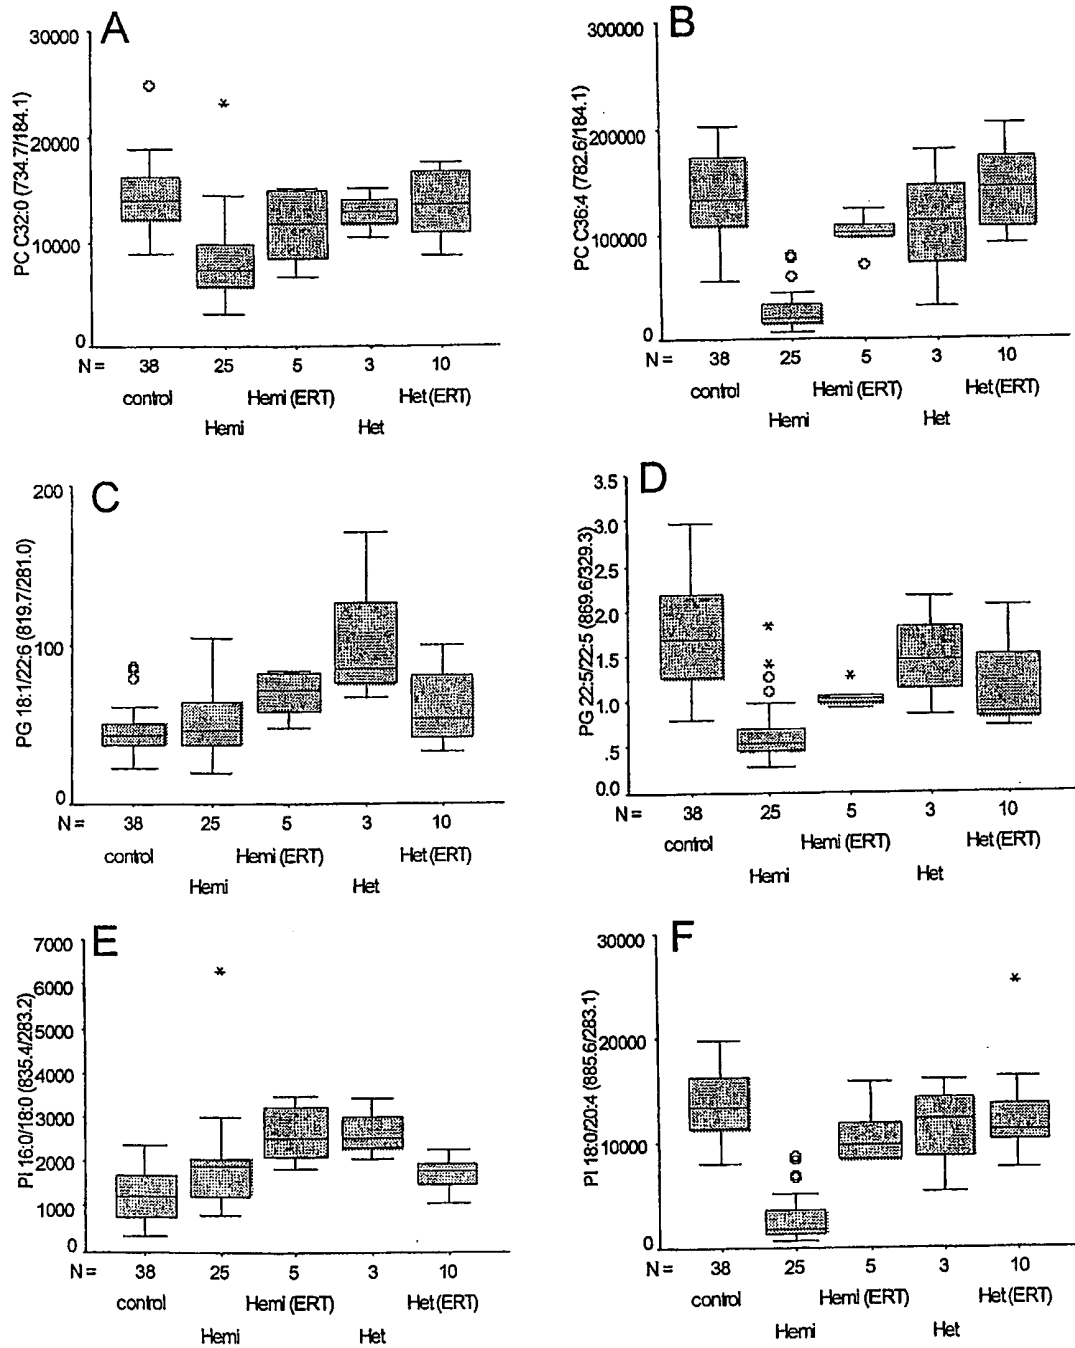 A
30000
20000
10000
0
PC C32:0 (734.7/184.1)
N = 38 25 5 3 10
control Hemi (ERT) Het (ERT)
Hemi Het
B
300000
200000
100000
0
PC C36:4 (782.6/184.1)
N = 38 25 5 3 10
control Hemi (ERT) Het (ERT)
Hemi Het
C
200
100
0
PG 18:1/22:6 (819.7/281.0)
N = 38 25 5 3 10
control Hemi (ERT) Het (ERT)
Hemi Het
D
3.5
3.0
2.5
2.0
1.5
1.0
.5
0.0
PG 22:5/22:5 (869.6/329.3)
N = 38 25 5 3 10
control Hemi (ERT) Het (ERT)
Hemi Het
E
7000
6000
5000
4000
3000
2000
1000
0
PI 16:0/18:0 (835.4/283.2)
N = 38 25 5 3 10
control Hemi (ERT) Het (ERT)
Hemi Het
F
30000
20000
10000
0
PI 18:0/20:4 (885.6/283.1)
N = 38 25 5 3 10
control Hemi (ERT) Het (ERT)
Hemi Het